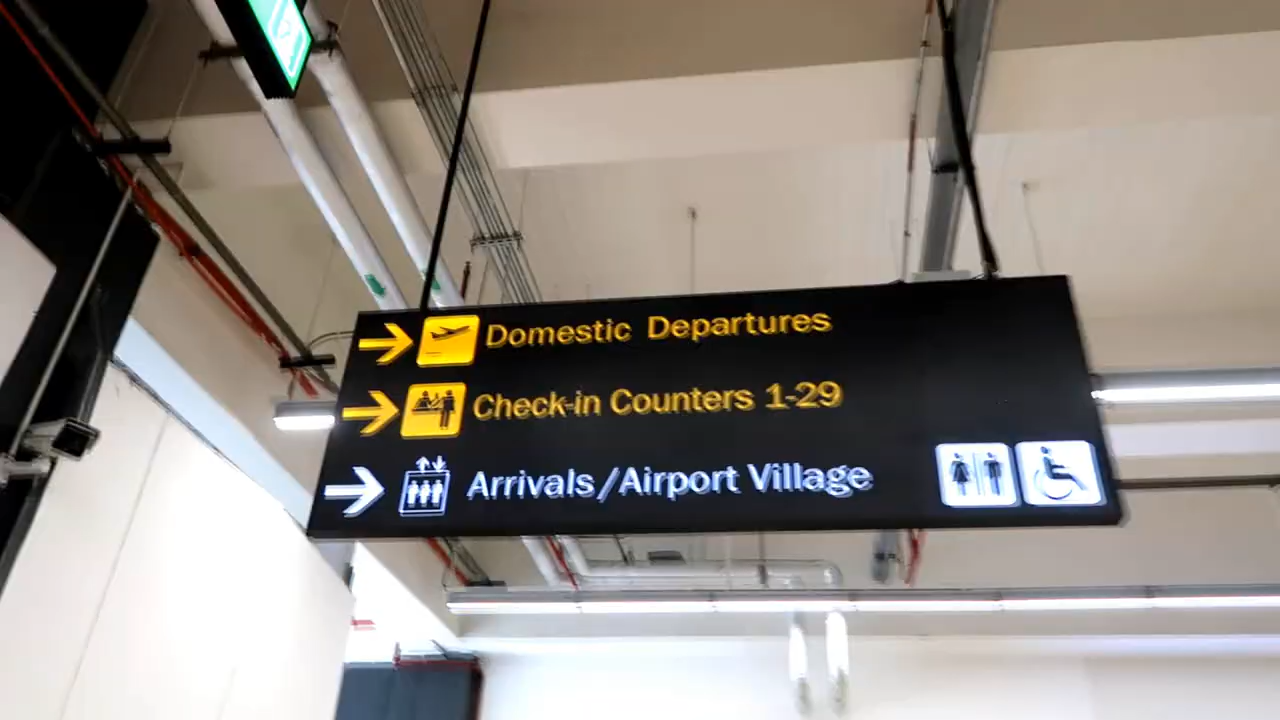 Domestic Departures
Check-in Counters 1-29
Arrivals/Airport Village